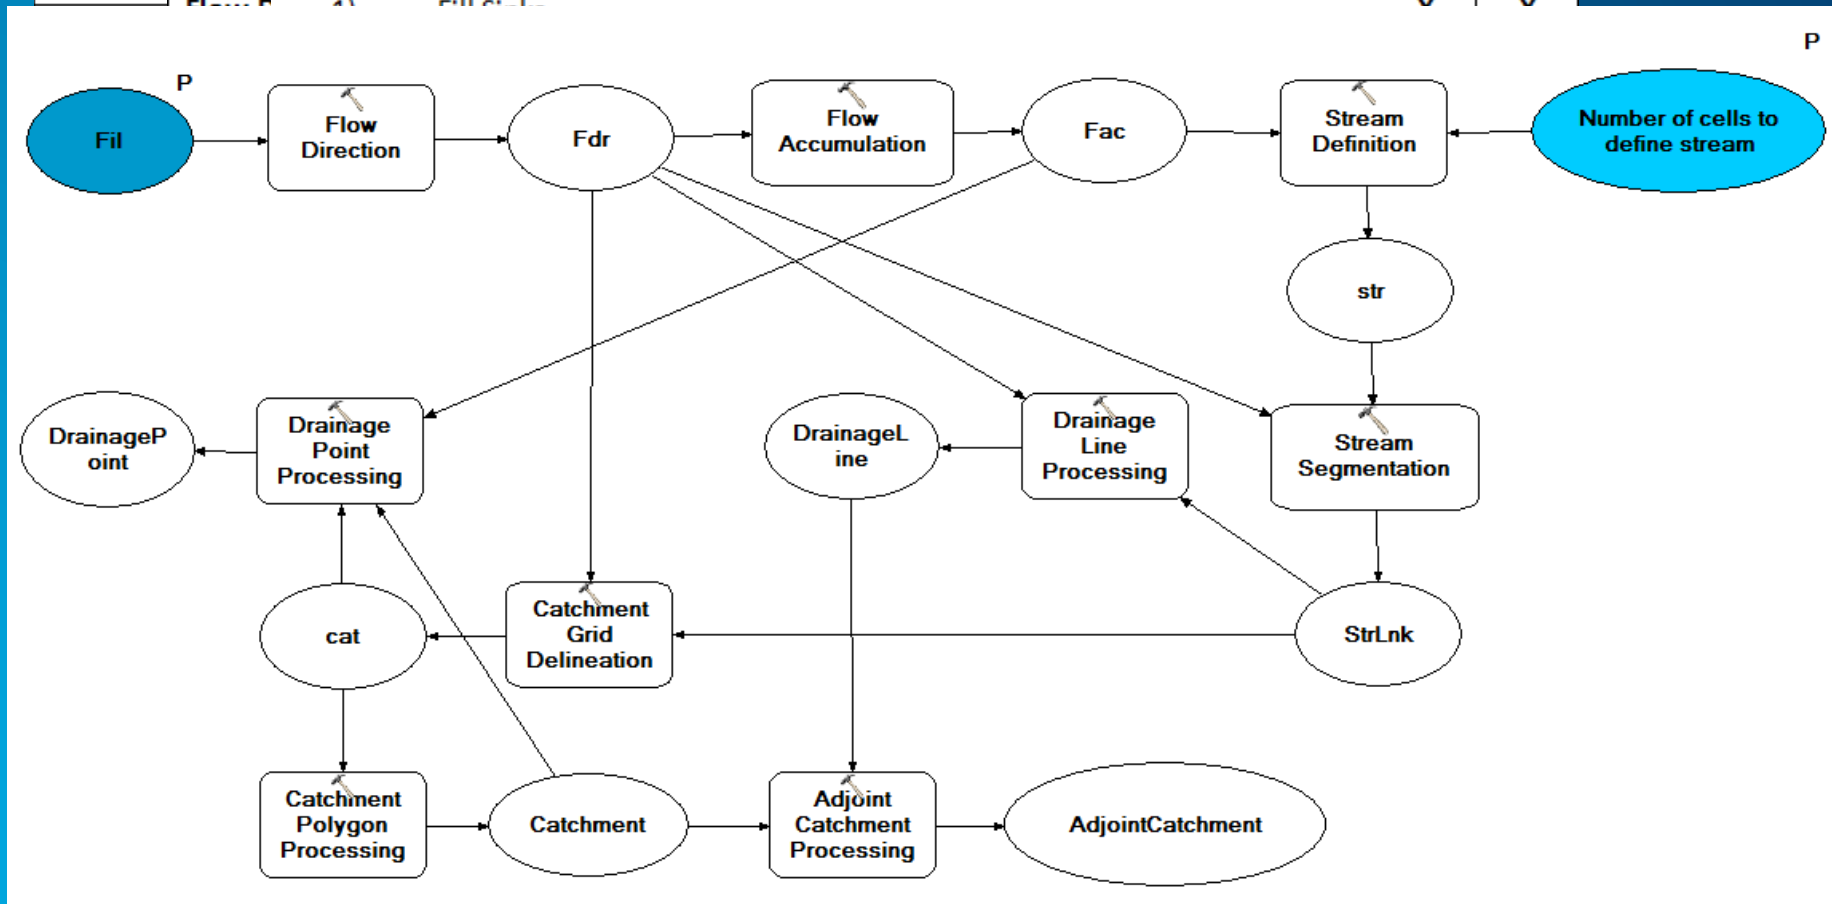 P
P
Fil
Flow
Direction
Fdr
Flow
Accumulation
Fac
Stream
Definition
Number of cells to
define stream
str
DrainageP
oint
Drainage
Point
Processing
DrainageL
ine
Drainage
Line
Processing
Stream
Segmentation
cat
Catchment
Grid
Delineation
StrLnk
Catchment
Polygon
Processing
Catchment
Adjoint
Catchment
Processing
AdjointCatchment